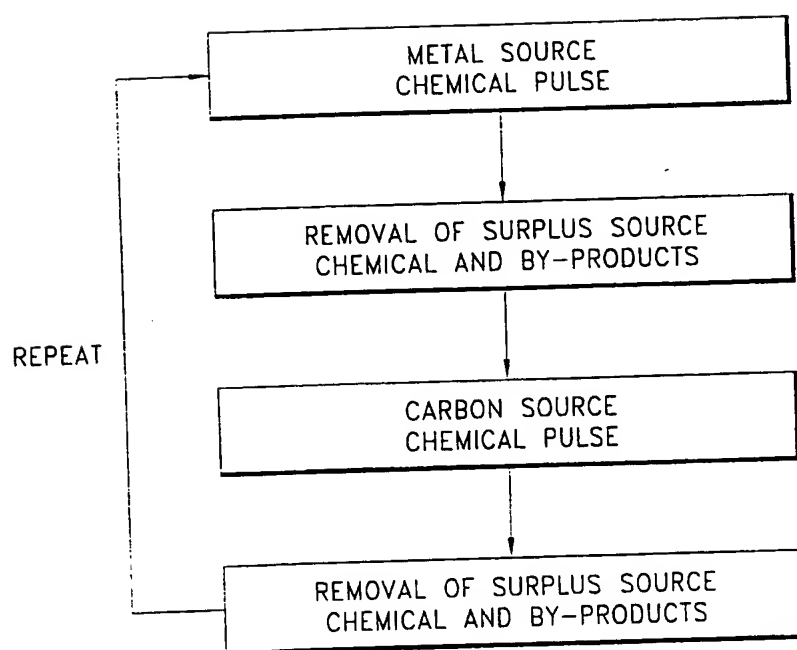 METAL SOURCE
CHEMICAL PULSE
REMOVAL OF SURPLUS SOURCE
CHEMICAL AND BY-PRODUCTS
REPEAT
CARBON SOURCE
CHEMICAL PULSE
REMOVAL OF SURPLUS SOURCE
CHEMICAL AND BY-PRODUCTS